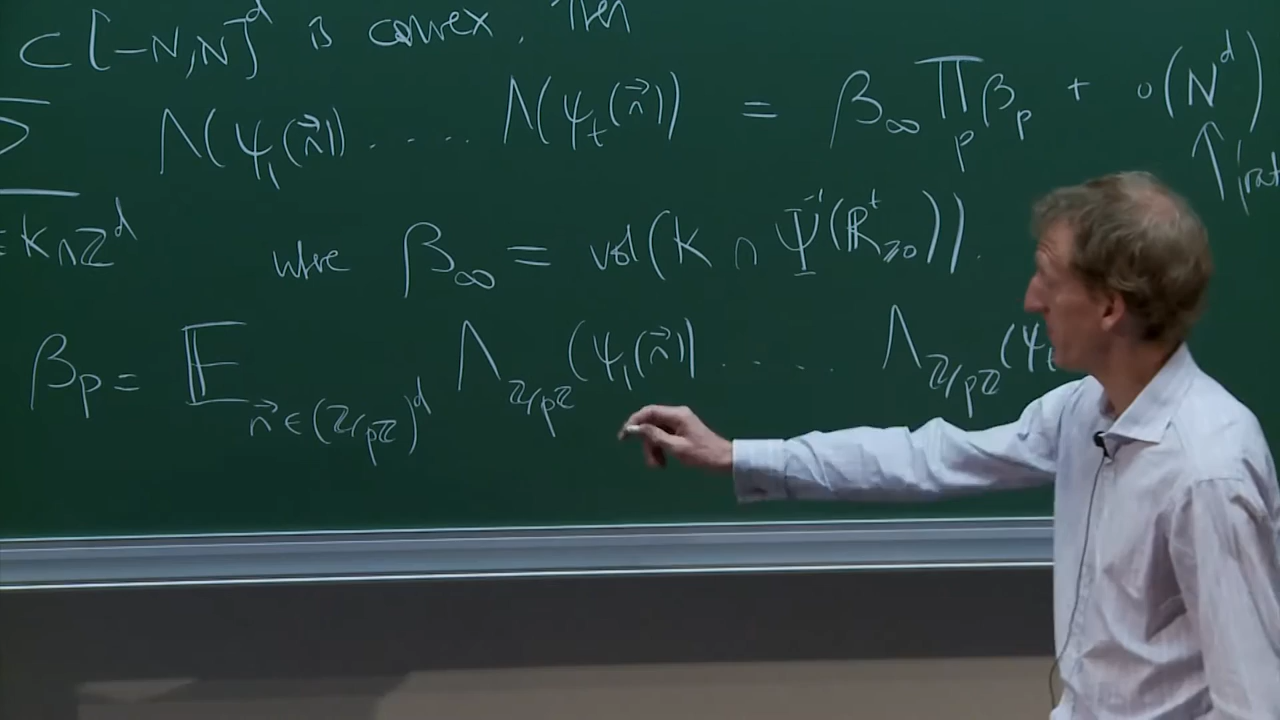 ⊂ [-N,N]^d is convex. Then
∑ Λ(ψ_1(n⃗)) ..... Λ(ψ_t(n⃗)) = β_∞ ∏_p β_p + o(N^d)
∈ K∩ℤ^d where β_∞ = vol(K ∩ Ψ^{-1}(ℝ^t_{≥0})).
β_p = 𝔼_{n⃗∈(ℤ/pℤ)^d} Λ_{ℤ/pℤ}(ψ_1(n⃗)) ..... Λ_{ℤ/pℤ}(ψ_t